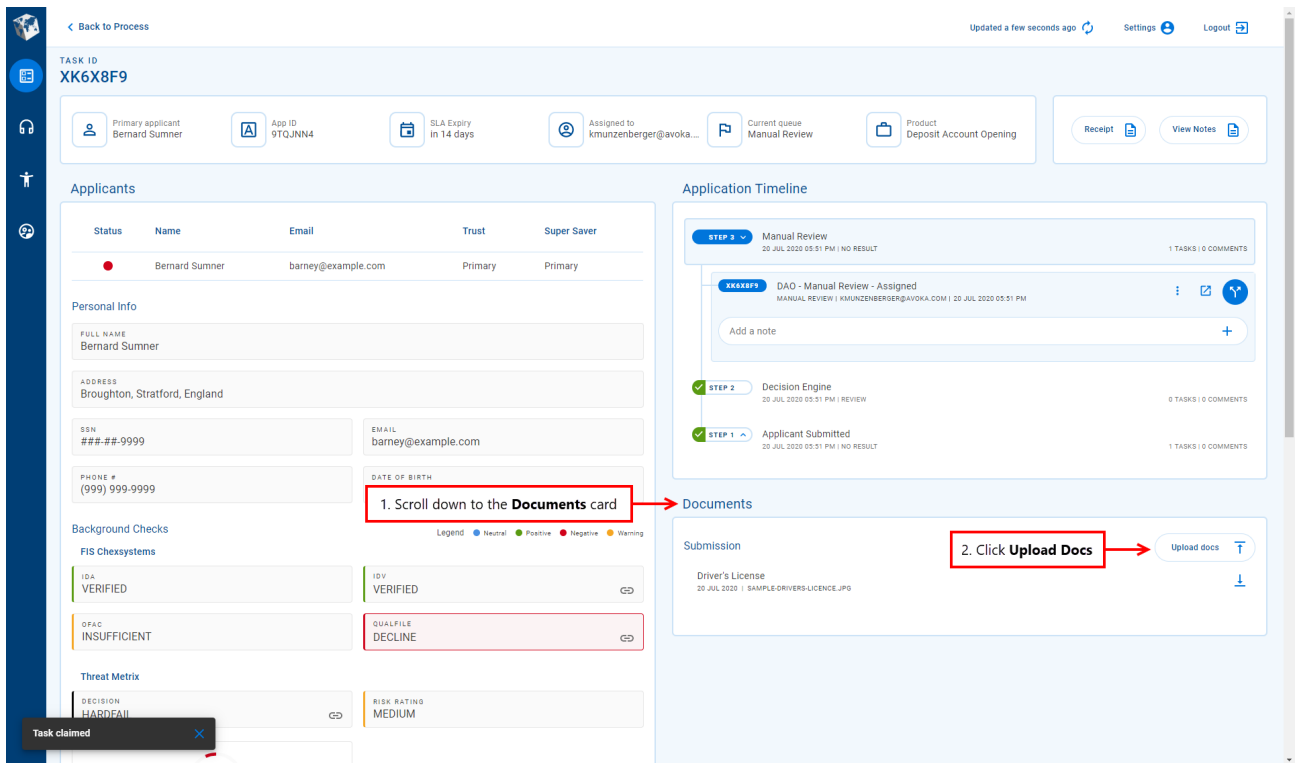 Back to Process
Updated a few seconds ago
Settings
Logout
TASK ID
XK6X8F9
Primary applicant
Bernard Sumner
App ID
9TQJNN4
SLA Expiry
in 14 days
Assigned to
kmunzenberger@avoka...
Current queue
Manual Review
Product
Deposit Account Opening
Receipt
View Notes
Applicants
Status Name Email Trust Super Saver
Bernard Sumner barney@example.com Primary Primary
Personal Info
FULL NAME
Bernard Sumner
ADDRESS
Broughton, Stratford, England
SSN
###-##-9999
EMAIL
barney@example.com
PHONE #
(999) 999-9999
DATE OF BIRTH
Background Checks
Legend Neutral Positive Negative Warning
FIS Chexsystems
IDA
VERIFIED
IDV
VERIFIED
OFAC
INSUFFICIENT
QUALFILE
DECLINE
Threat Metrix
DECISION
HARDFAIL
RISK RATING
MEDIUM
Task claimed
Application Timeline
STEP 3
Manual Review
20 JUL 2020 05:51 PM | NO RESULT
1 TASKS | 0 COMMENTS
XK6X8F9
DAO - Manual Review - Assigned
MANUAL REVIEW | KMUNZENBERGER@AVOKA.COM | 20 JUL 2020 05:51 PM
Add a note
STEP 2
Decision Engine
20 JUL 2020 05:51 PM | REVIEW
0 TASKS | 0 COMMENTS
STEP 1
Applicant Submitted
20 JUL 2020 05:51 PM | NO RESULT
1 TASKS | 0 COMMENTS
1. Scroll down to the Documents card
Documents
Submission
2. Click Upload Docs
Upload docs
Driver's License
20 JUL 2020 | SAMPLE-DRIVERS-LICENCE.JPG